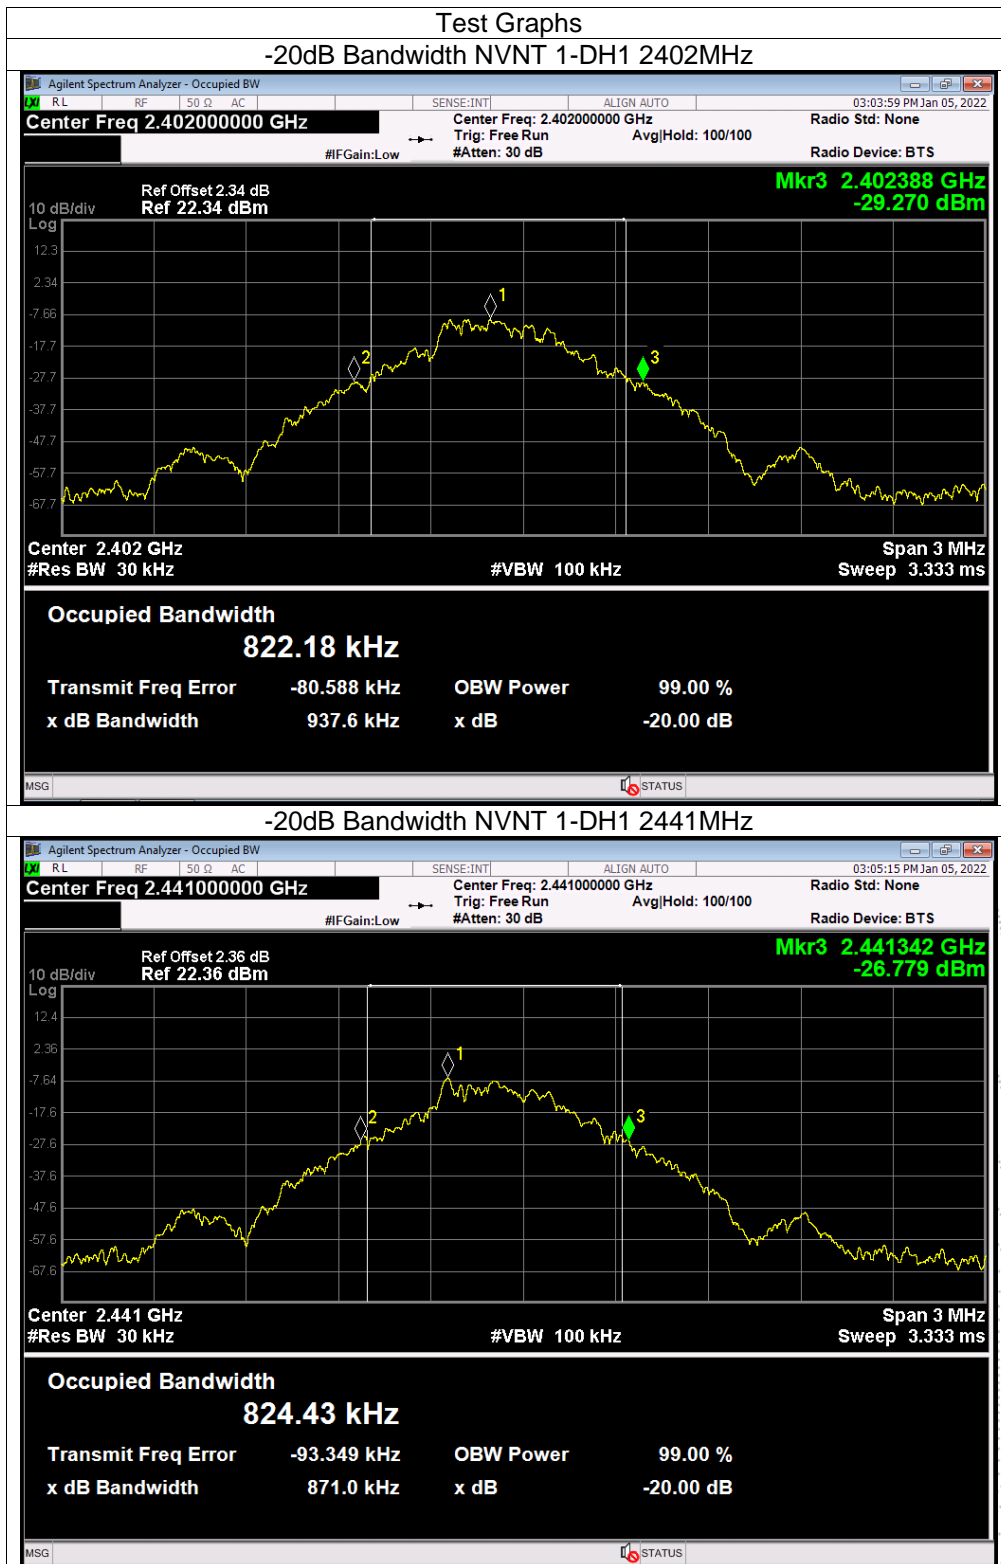 Test Graphs
-20dB Bandwidth NVNT 1-DH1 2402MHz
Agilent Spectrum Analyzer - Occupied BW
LXI RL RF 50 Ω AC SENSE:INT ALIGN AUTO 03:03:59 PM Jan 05, 2022
Center Freq 2.402000000 GHz Center Freq: 2.402000000 GHz Radio Std: None
Trig: Free Run Avg|Hold: 100/100
#IFGain:Low #Atten: 30 dB Radio Device: BTS
Mkr3 2.402388 GHz
Ref Offset 2.34 dB
10 dB/div Ref 22.34 dBm -29.270 dBm
Log
12.3
2.34
1
-7.66
-17.7
2 3
-27.7
-37.7
-47.7
-57.7
-67.7
Center 2.402 GHz Span 3 MHz
#Res BW 30 kHz #VBW 100 kHz Sweep 3.333 ms
Occupied Bandwidth
822.18 kHz
Transmit Freq Error -80.588 kHz OBW Power 99.00 %
x dB Bandwidth 937.6 kHz x dB -20.00 dB
MSG STATUS
-20dB Bandwidth NVNT 1-DH1 2441MHz
Agilent Spectrum Analyzer - Occupied BW
LXI RL RF 50 Ω AC SENSE:INT ALIGN AUTO 03:05:15 PM Jan 05, 2022
Center Freq 2.441000000 GHz Center Freq: 2.441000000 GHz Radio Std: None
Trig: Free Run Avg|Hold: 100/100
#IFGain:Low #Atten: 30 dB Radio Device: BTS
Mkr3 2.441342 GHz
Ref Offset 2.36 dB
10 dB/div Ref 22.36 dBm -26.779 dBm
Log
12.4
2.36
1
-7.64
-17.6
2 3
-27.6
-37.6
-47.6
-57.6
-67.6
Center 2.441 GHz Span 3 MHz
#Res BW 30 kHz #VBW 100 kHz Sweep 3.333 ms
Occupied Bandwidth
824.43 kHz
Transmit Freq Error -93.349 kHz OBW Power 99.00 %
x dB Bandwidth 871.0 kHz x dB -20.00 dB
MSG STATUS